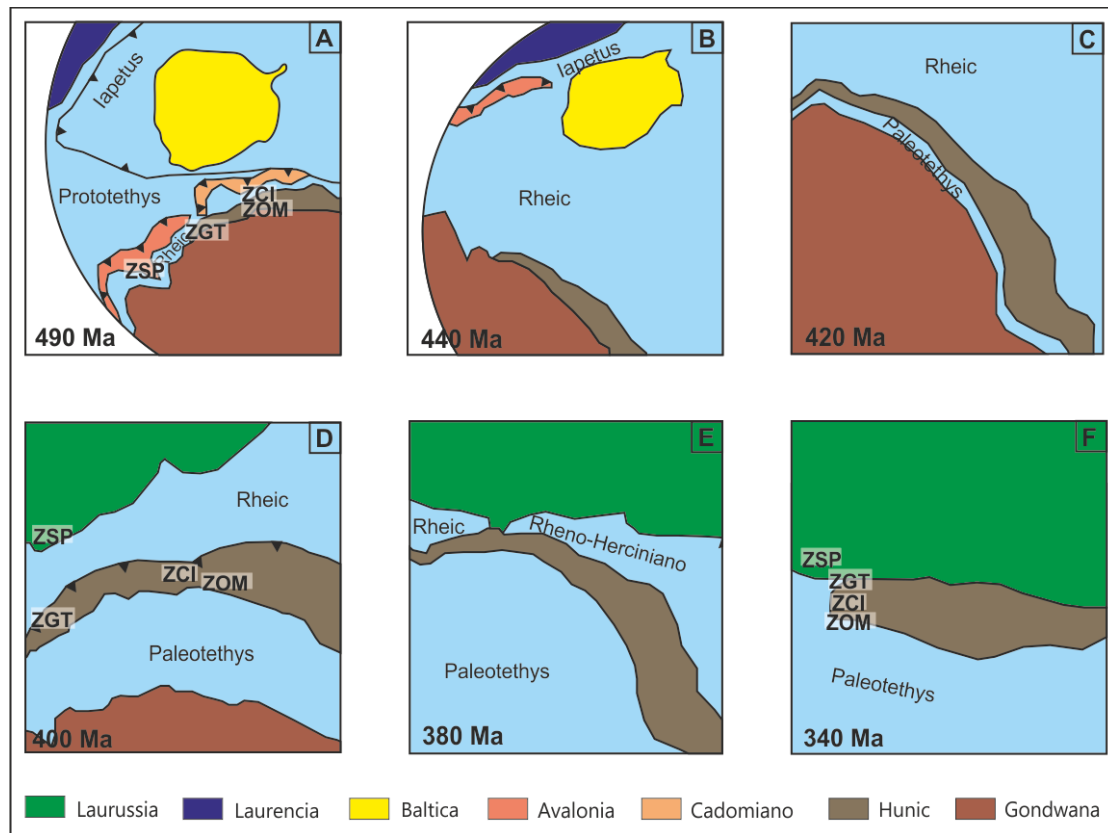 A
Iapetus
Prototethys
ZCI
ZOM
ZGT
Rheic
ZSP
490 Ma
B
Iapetus
Rheic
440 Ma
C
Rheic
Paleotethys
420 Ma
D
Rheic
ZSP
ZCI
ZOM
ZGT
Paleotethys
400 Ma
E
Rheic
Rheno-Herciniano
Paleotethys
380 Ma
F
ZSP
ZGT
ZCI
ZOM
Paleotethys
340 Ma
Laurussia Laurencia Baltica Avalonia Cadomiano Hunic Gondwana